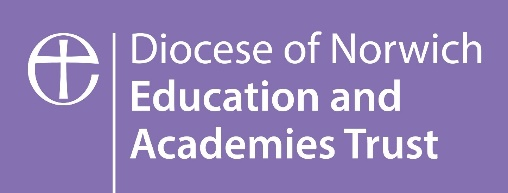 Diocese of Norwich
Education and
Academies Trust